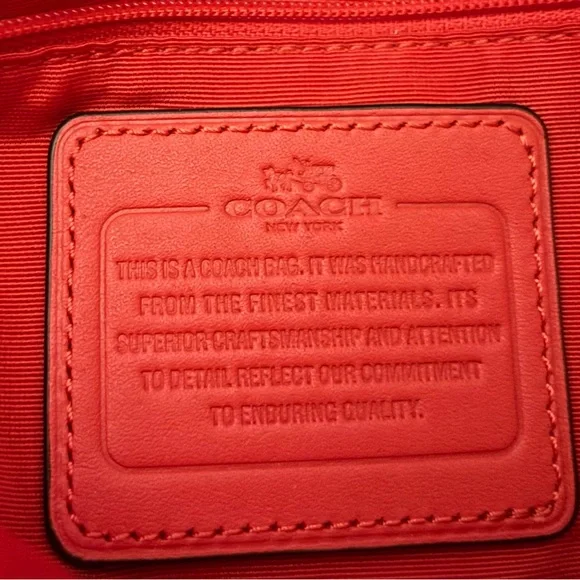 COACH
NEW YORK
THIS IS A COACH BAG. IT WAS HANDCRAFTED
FROM THE FINEST MATERIALS. ITS
SUPERIOR CRAFTSMANSHIP AND ATTENTION
TO DETAIL REFLECT OUR COMMITMENT
TO ENDURING QUALITY.